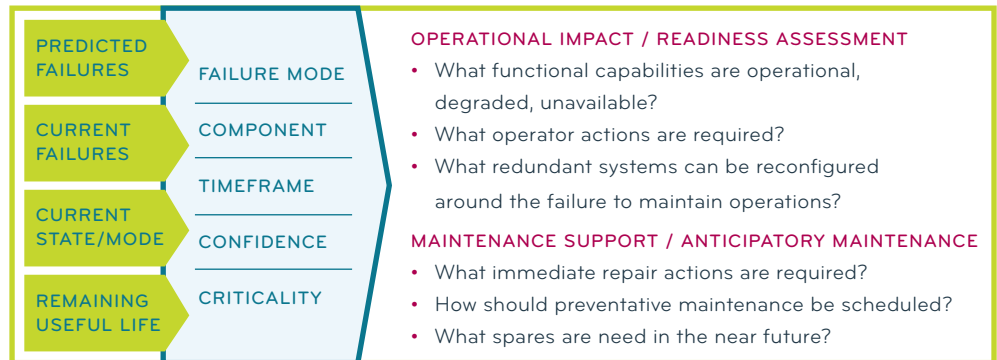 PREDICTED
FAILURES
CURRENT
FAILURES
CURRENT
STATE/MODE
REMAINING
USEFUL LIFE
FAILURE MODE
COMPONENT
TIMEFRAME
CONFIDENCE
CRITICALITY
OPERATIONAL IMPACT / READINESS ASSESSMENT
• What functional capabilities are operational,
degraded, unavailable?
• What operator actions are required?
• What redundant systems can be reconfigured
around the failure to maintain operations?
MAINTENANCE SUPPORT / ANTICIPATORY MAINTENANCE
• What immediate repair actions are required?
• How should preventative maintenance be scheduled?
• What spares are need in the near future?